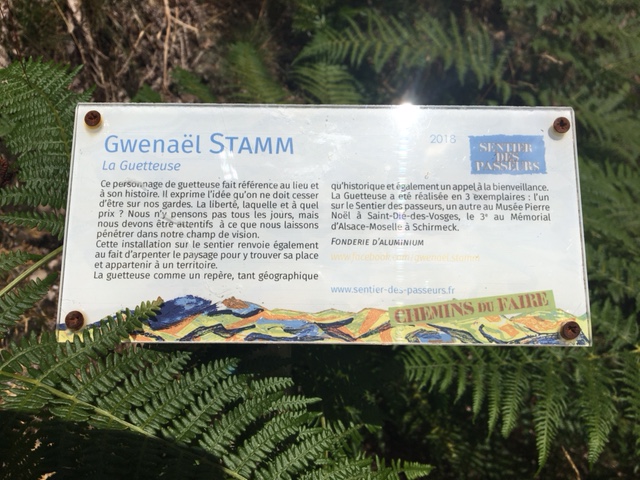 Gwenaël STAMM
La Guetteuse
Ce personnage de guetteuse fait référence au lieu et
à son histoire. Il exprime l'idée qu'on ne doit cesser
d'être sur nos gardes. La liberté, laquelle et à quel
prix ? Nous n'y pensons pas tous les jours, mais
nous devons être attentifs à ce que nous laissons
pénétrer dans notre champ de vision.
Cette installation sur le sentier renvoie également
au fait d'arpenter le paysage pour y trouver sa place
et appartenir à un territoire.
La guetteuse comme un repère, tant géographique
2018
SENTIER
DES
PASSEURS
qu'historique et également un appel à la bienveillance.
La Guetteuse a été réalisée en 3 exemplaires : l'un
sur le Sentier des passeurs, un autre au Musée Pierre
Noël à Saint-Dié-des-Vosges, le 3e au Mémorial
d'Alsace-Moselle à Schirmeck.
FONDERIE D'ALUMINIUM
www.sentier-des-passeurs.fr
CHEMINS DU FAIRE